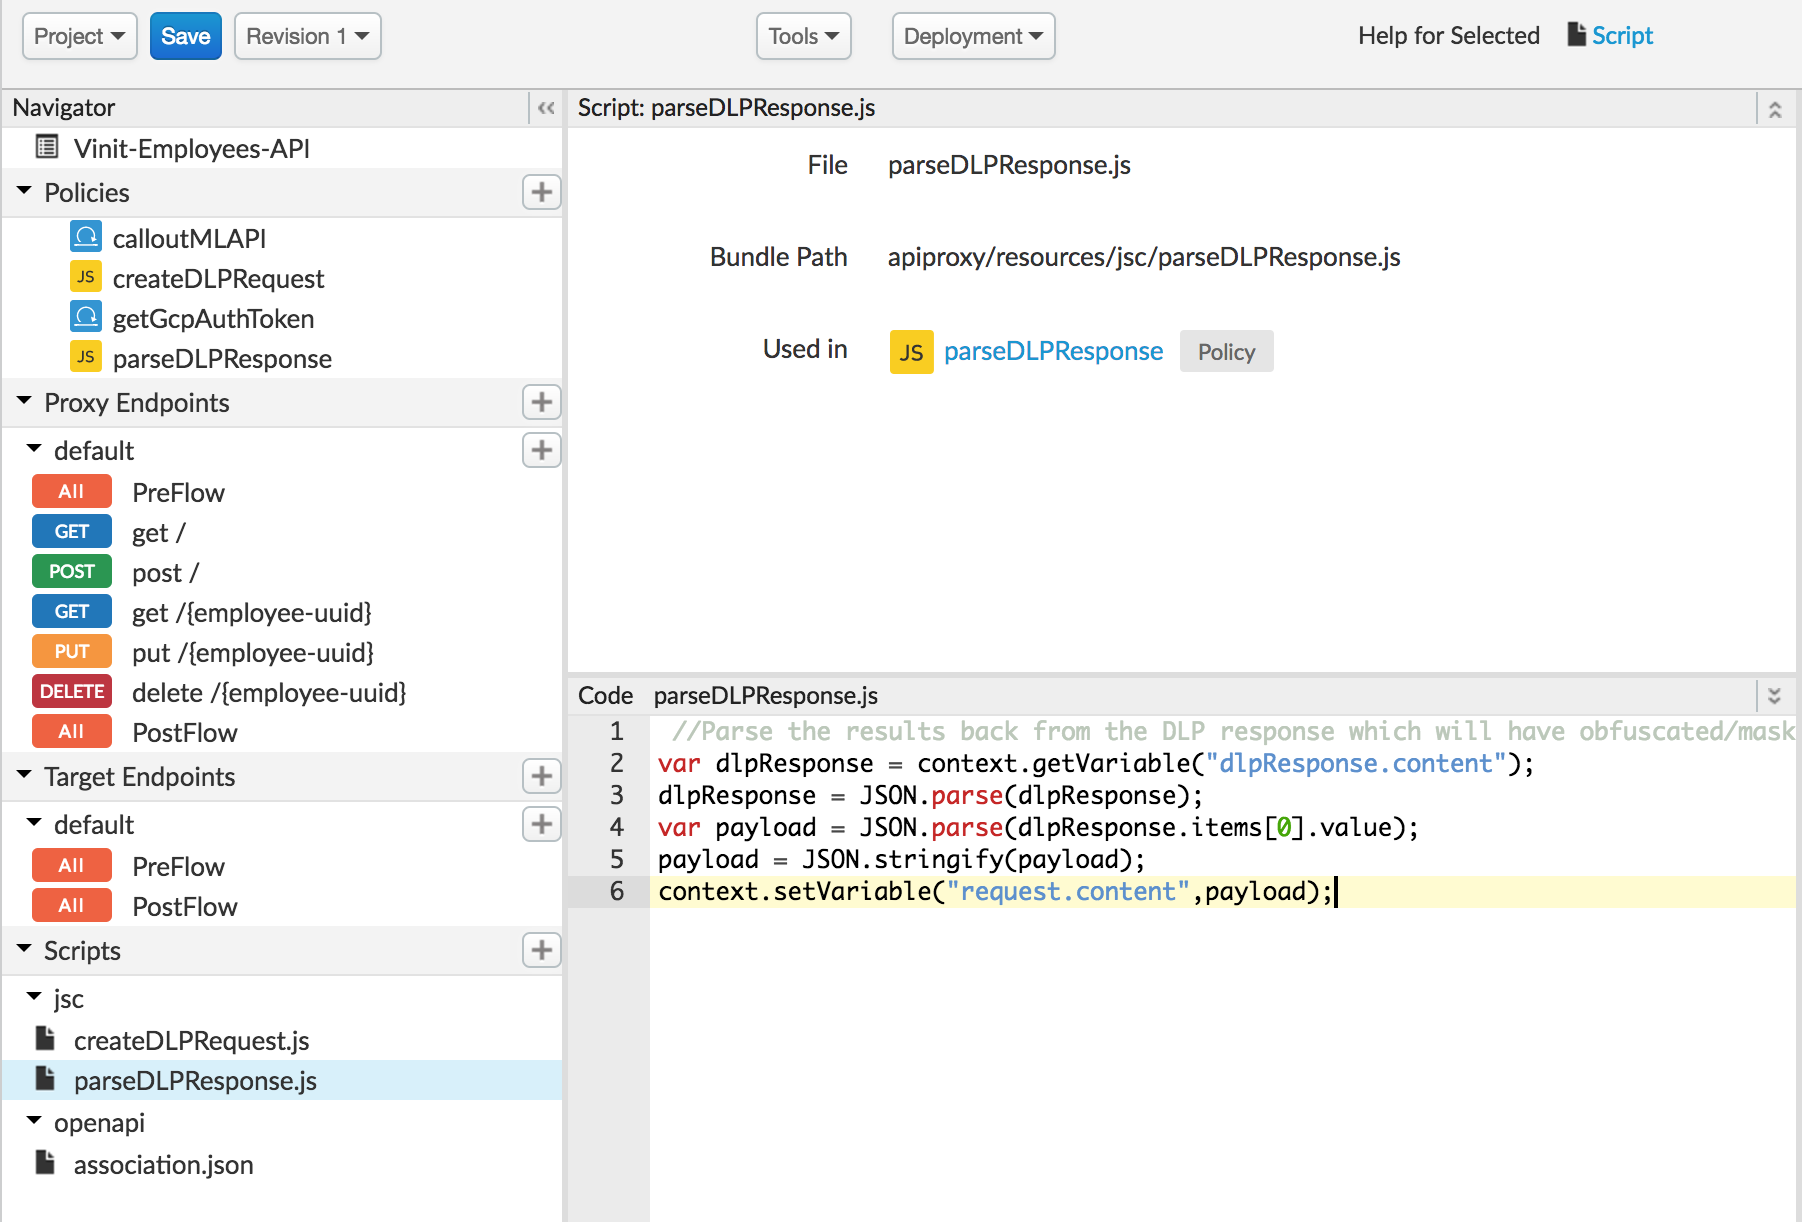 Project Save Revision 1 Tools Deployment Help for Selected Script
Navigator
Vinit-Employees-API
Policies
calloutMLAPI
JS createDLPRequest
getGcpAuthToken
JS parseDLPResponse
Proxy Endpoints
default
All PreFlow
GET get /
POST post /
GET get /{employee-uuid}
PUT put /{employee-uuid}
DELETE delete /{employee-uuid}
All PostFlow
Target Endpoints
default
All PreFlow
All PostFlow
Scripts
jsc
createDLPRequest.js
parseDLPResponse.js
openapi
association.json
Script: parseDLPResponse.js
File parseDLPResponse.js
Bundle Path apiproxy/resources/jsc/parseDLPResponse.js
Used in JS parseDLPResponse Policy
Code parseDLPResponse.js
1 //Parse the results back from the DLP response which will have obfuscated/mask
2 var dlpResponse = context.getVariable("dlpResponse.content");
3 dlpResponse = JSON.parse(dlpResponse);
4 var payload = JSON.parse(dlpResponse.items[0].value);
5 payload = JSON.stringify(payload);
6 context.setVariable("request.content",payload);